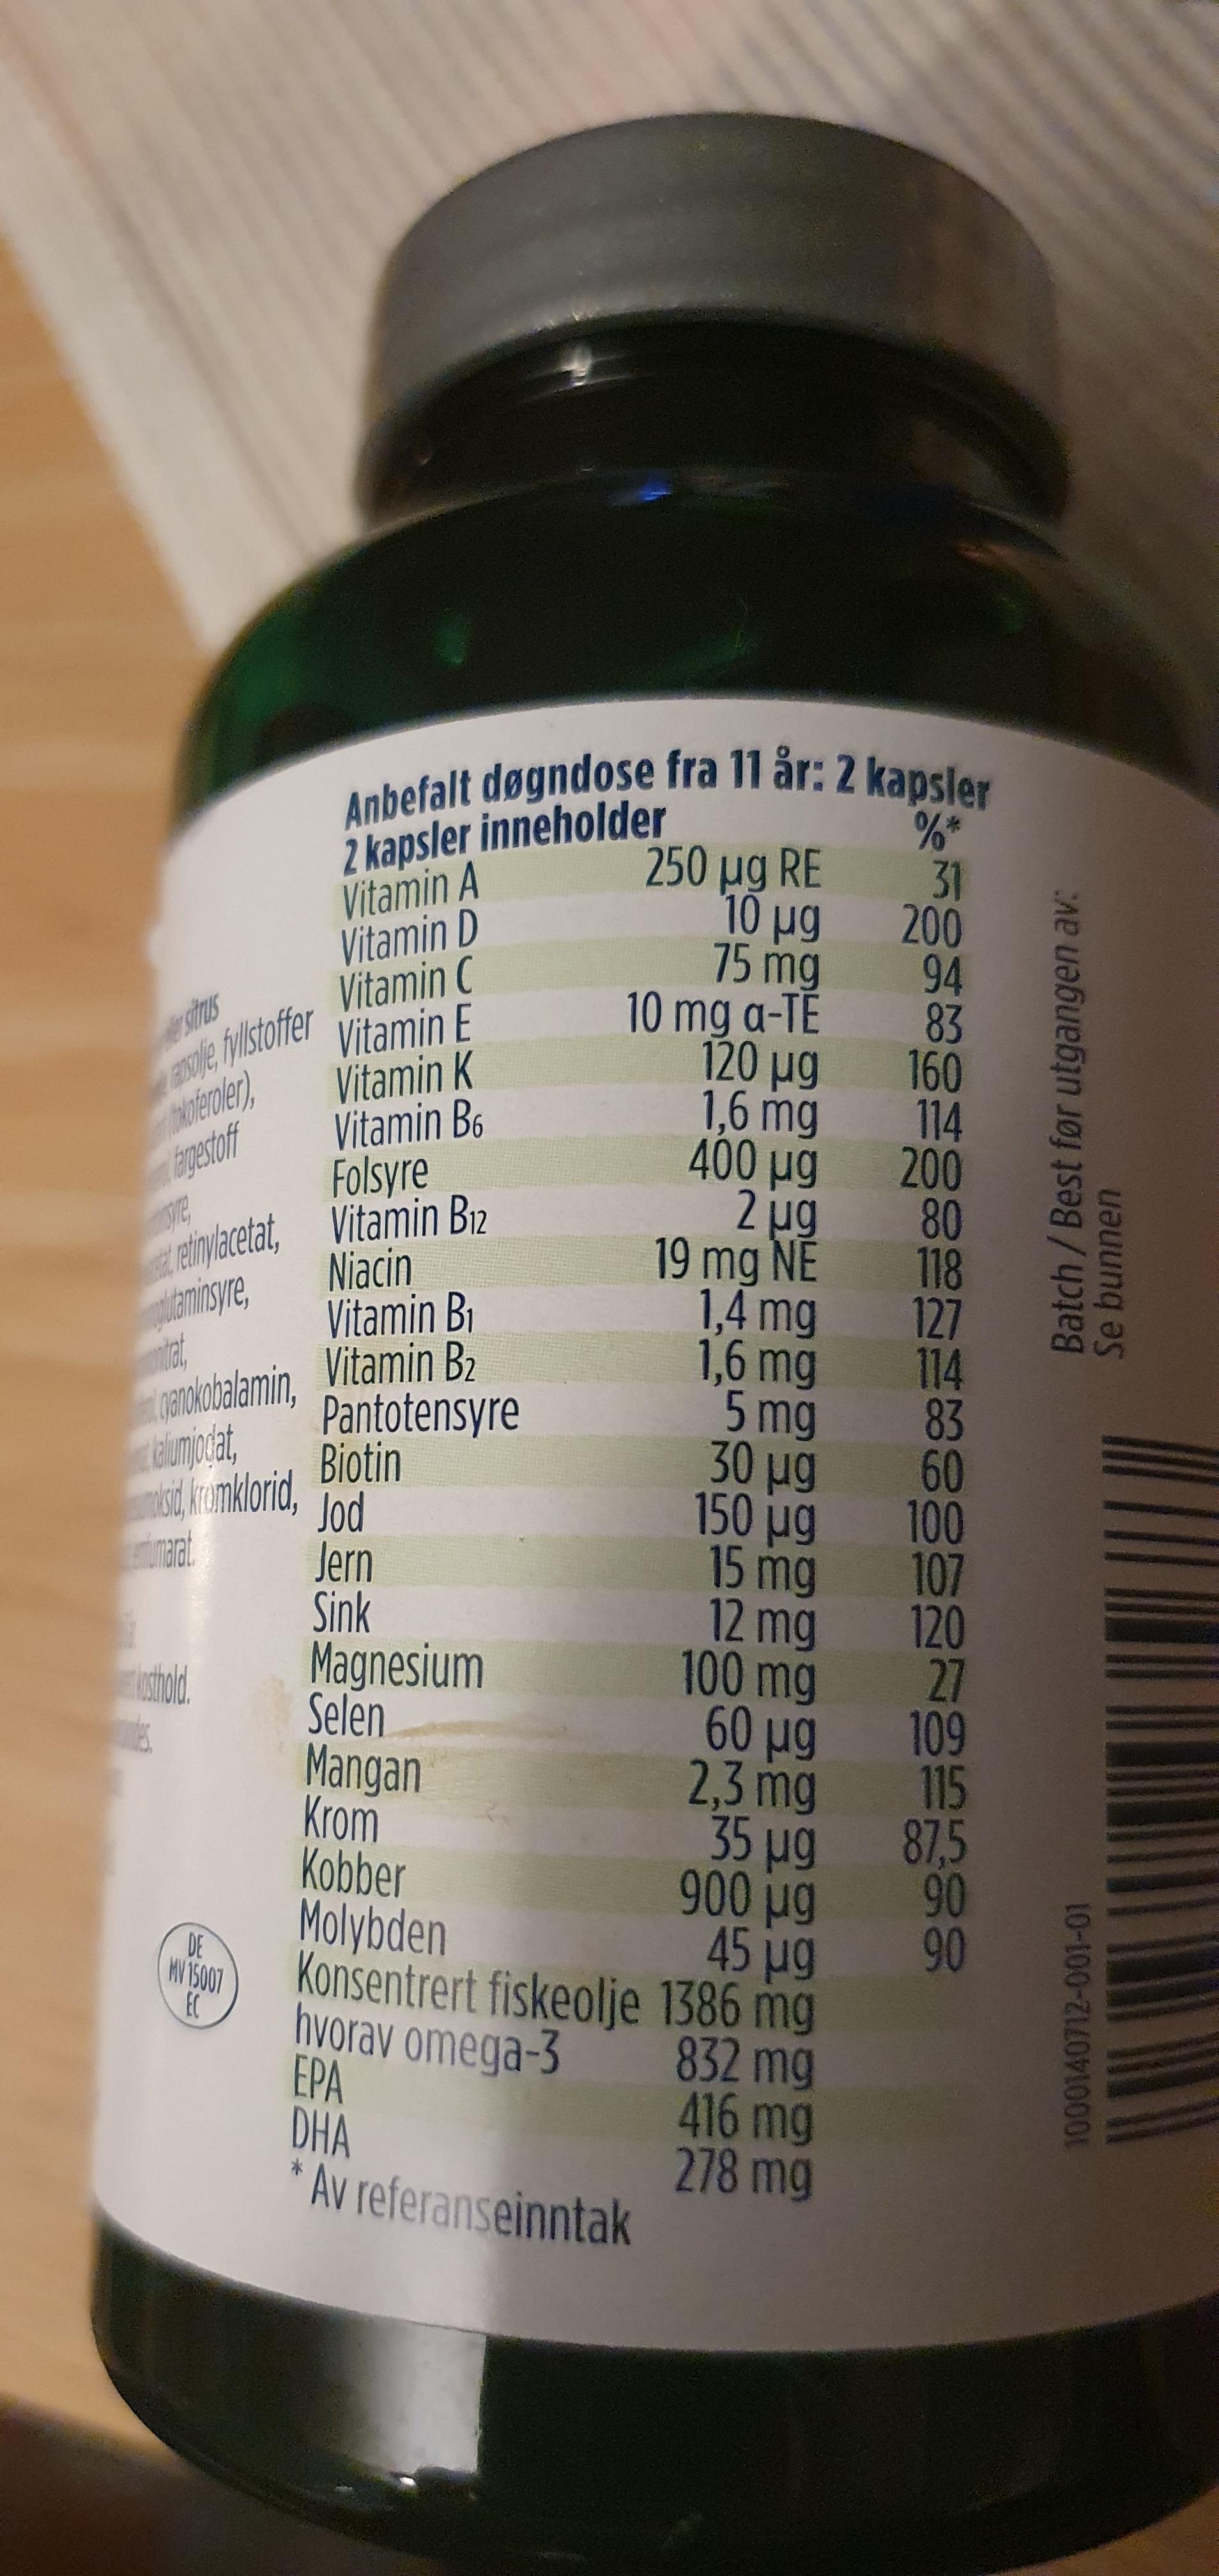 Anbefalt døgndose fra 11 år: 2 kapsler
2 kapsler inneholder %*
Vitamin A 250 µg RE 31
Vitamin D 10 µg 200
Vitamin C 75 mg 94
Vitamin E 10 mg α-TE 83
Vitamin K 120 µg 160
Vitamin B6 1,6 mg 114
Folsyre 400 µg 200
Vitamin B12 2 µg 80
Niacin 19 mg NE 118
Vitamin B1 1,4 mg 127
Vitamin B2 1,6 mg 114
Pantotensyre 5 mg 83
Biotin 30 µg 60
Jod 150 µg 100
Jern 15 mg 107
Sink 12 mg 120
Magnesium 100 mg 27
Selen 60 µg 109
Mangan 2,3 mg 115
Krom 35 µg 87,5
Kobber 900 µg 90
Molybden 45 µg 90
Konsentrert fiskeolje 1386 mg
hvorav omega-3 832 mg
EPA 416 mg
DHA 278 mg
* Av referanseinntak
sitrus
rapsolje, fyllstoffer
(tokoferoler),
fargestoff
retinylacetat,
cyanokobalamin,
kaliumjodat,
kromklorid,
kosthold.
DE
MV 15007
EC
Batch / Best før utgangen av:
Se bunnen
1000140712-001-01